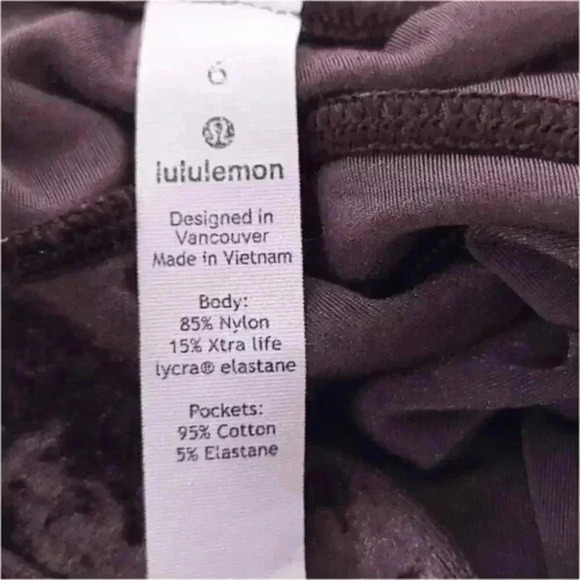 6
lululemon
Designed in
Vancouver
Made in Vietnam
Body:
85% Nylon
15% Xtra life
lycra® elastane
Pockets:
95% Cotton
5% Elastane